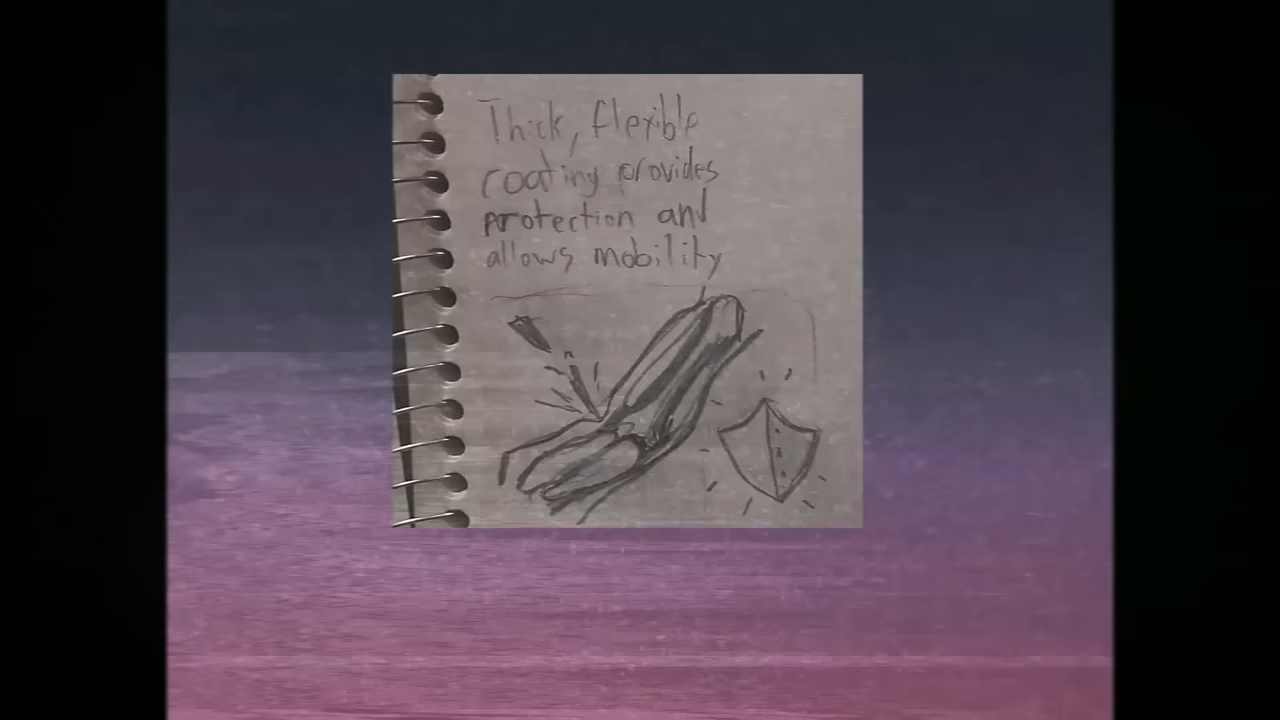 Thick, flexible
coating provides
protection and
allows mobility